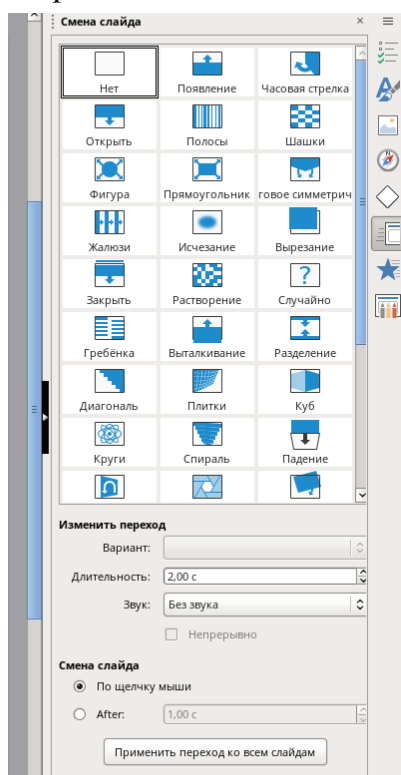 Смена слайда
Нет Появление Часовая стрелка
Открыть Полосы Шашки
Фигура Прямоугольник говое симметрич
Жалюзи Исчезание Вырезание
Закрыть Растворение Случайно
Гребёнка Выталкивание Разделение
Диагональ Плитки Куб
Круги Спираль Падение
Изменить переход
Вариант:
Длительность: 2,00 с
Звук: Без звука
Непрерывно
Смена слайда
По щелчку мыши
After: 1,00 с
Применить переход ко всем слайдам